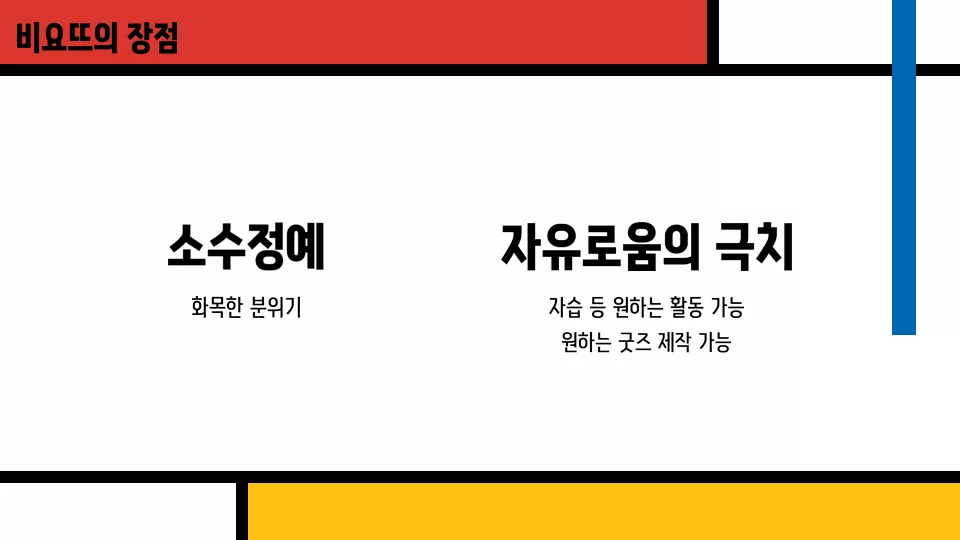 비요뜨의 장점
소수정예
화목한 분위기
자유로움의 극치
자습 등 원하는 활동 가능
원하는 굿즈 제작 가능